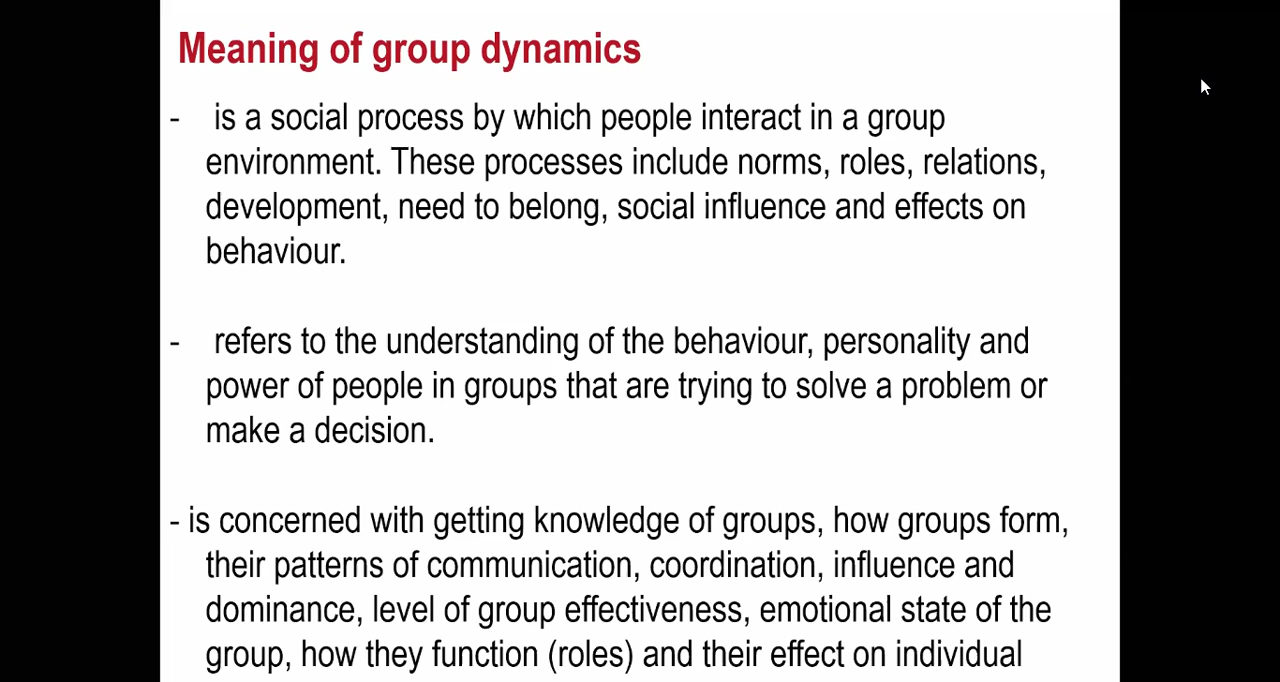 Meaning of group dynamics
- is a social process by which people interact in a group
environment. These processes include norms, roles, relations,
development, need to belong, social influence and effects on
behaviour.
- refers to the understanding of the behaviour, personality and
power of people in groups that are trying to solve a problem or
make a decision.
- is concerned with getting knowledge of groups, how groups form,
their patterns of communication, coordination, influence and
dominance, level of group effectiveness, emotional state of the
group, how they function (roles) and their effect on individual